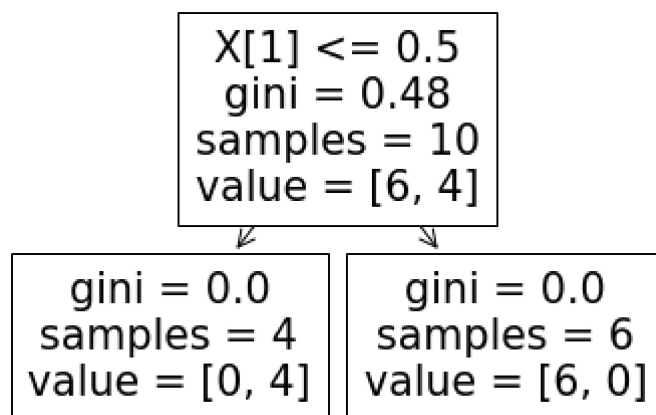 X[1] <= 0.5
gini = 0.48
samples = 10
value = [6, 4]
gini = 0.0
samples = 4
value = [0, 4]
gini = 0.0
samples = 6
value = [6, 0]